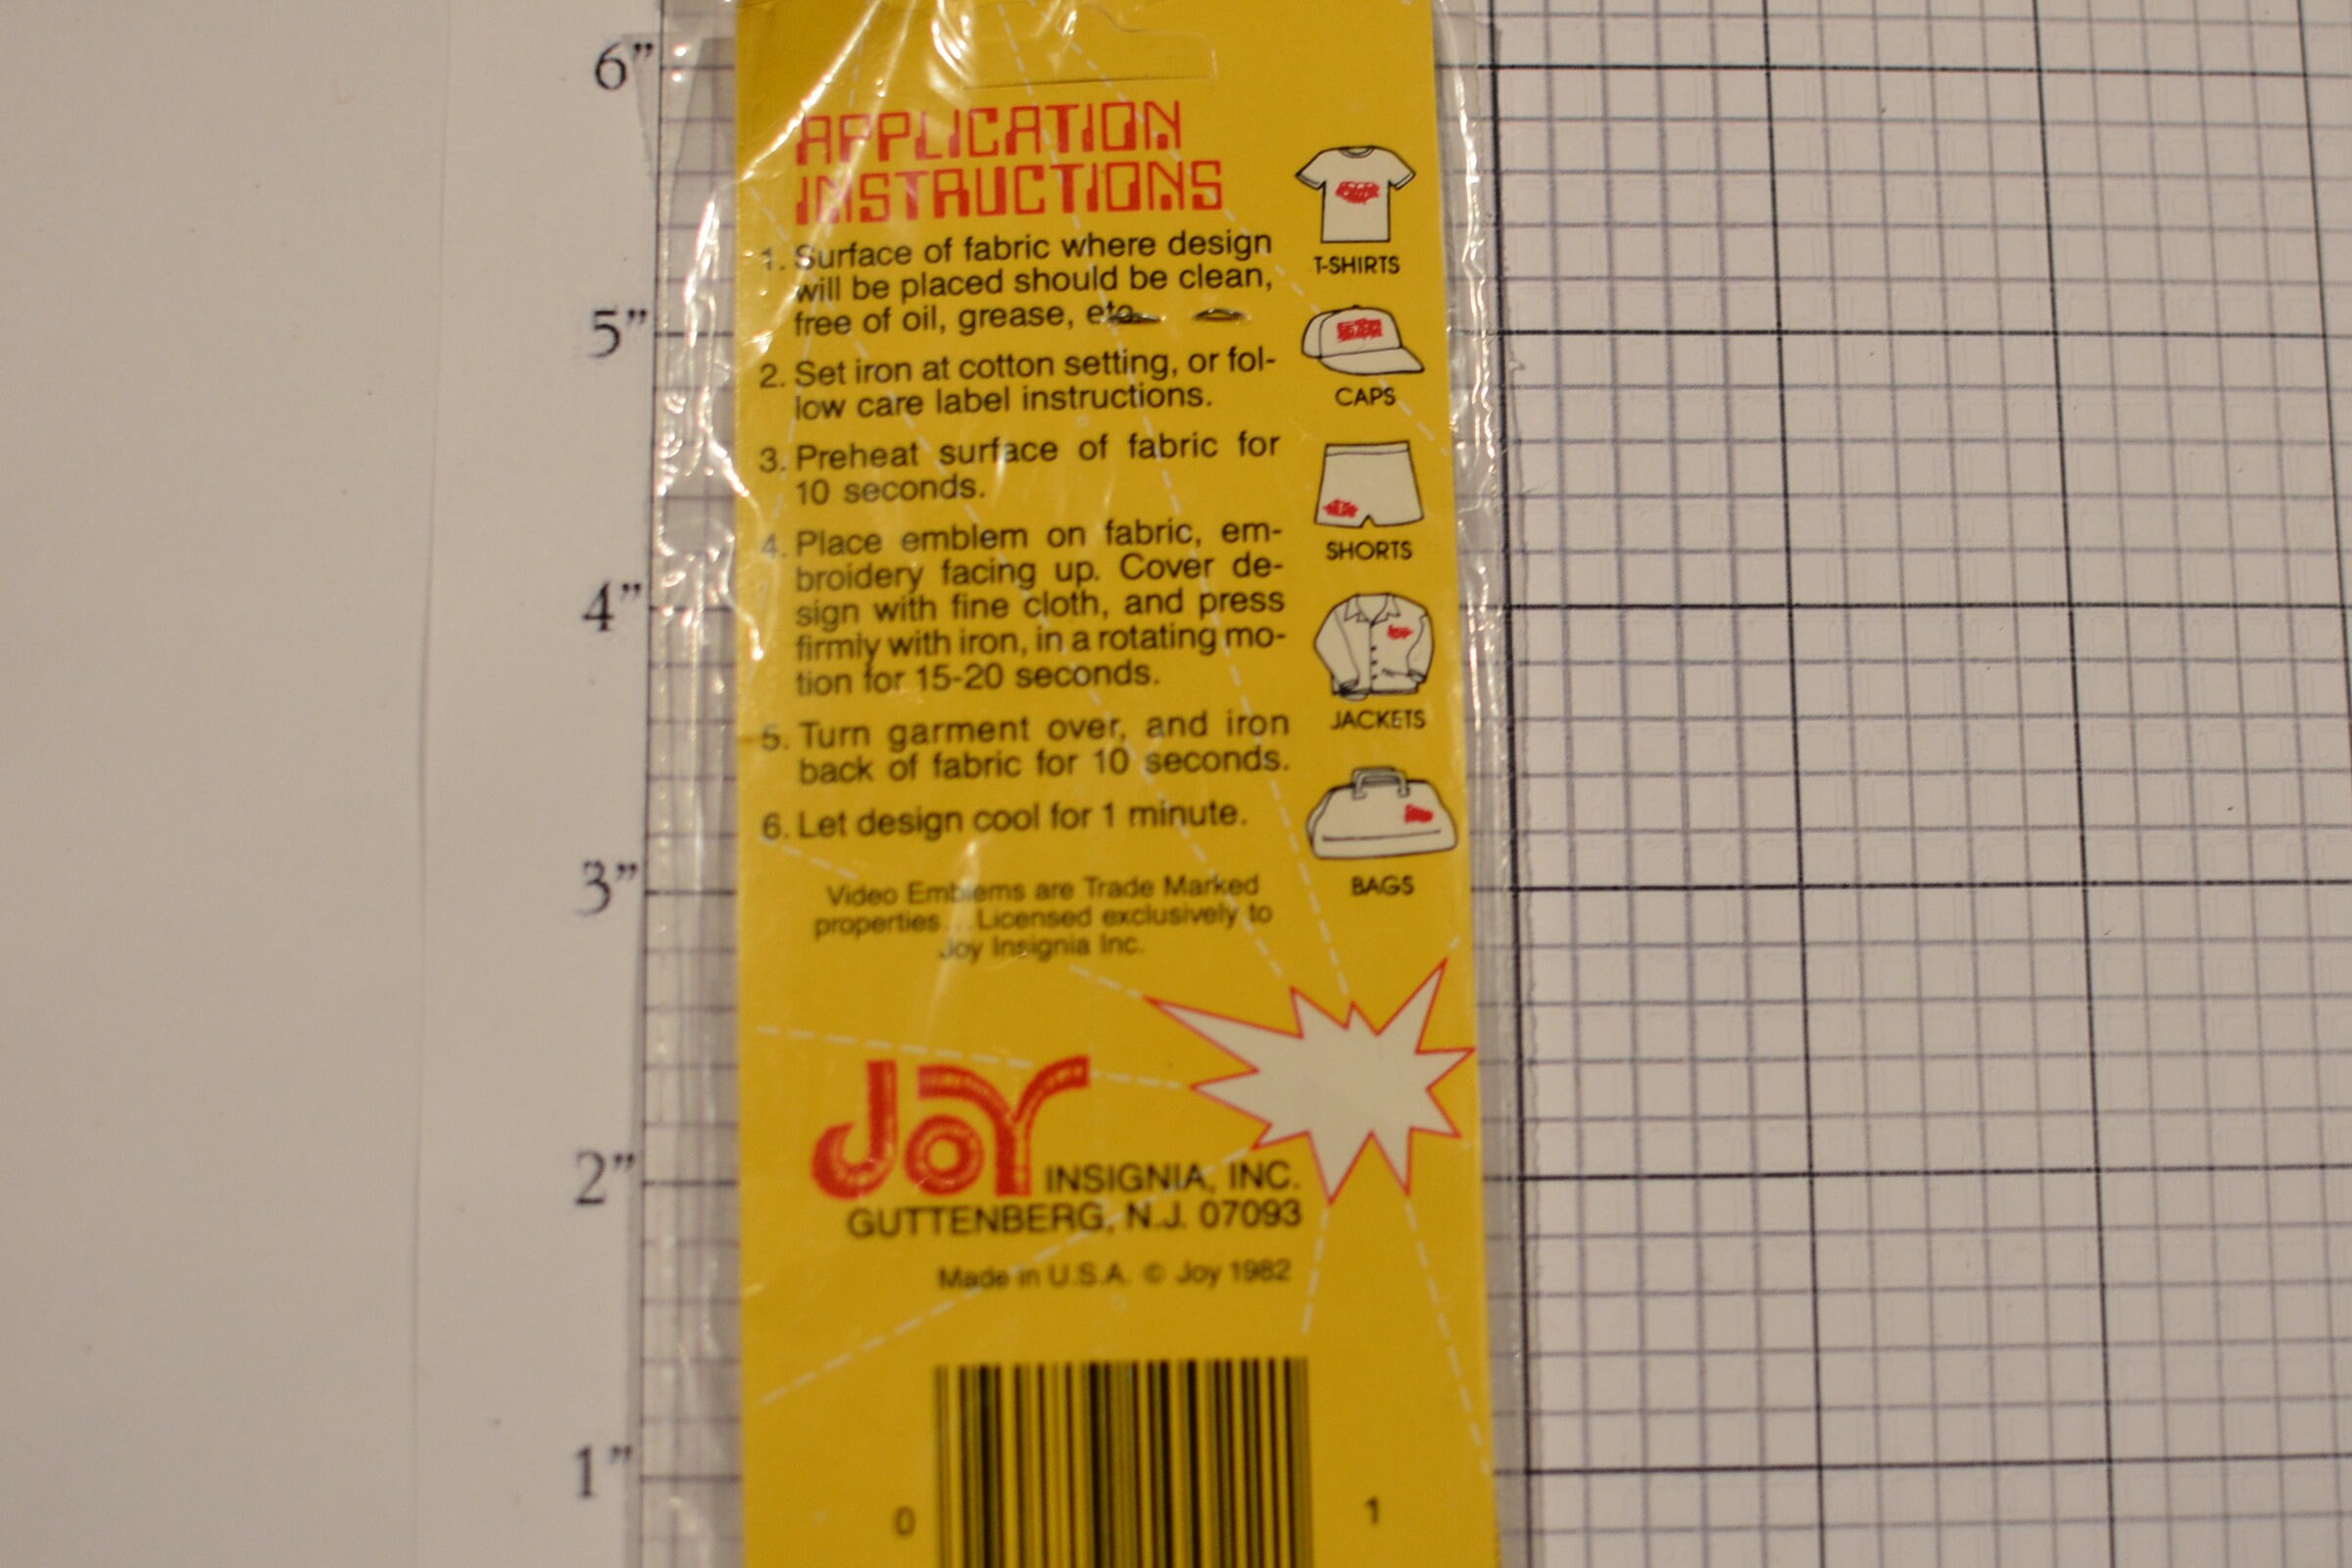 6"
5"
4"
3"
2"
1"
APPLICATION
INSTRUCTIONS
1. Surface of fabric where design
will be placed should be clean,
free of oil, grease, etc.
2. Set iron at cotton setting, or fol-
low care label instructions.
3. Preheat surface of fabric for
10 seconds.
4. Place emblem on fabric, em-
broidery facing up. Cover de-
sign with fine cloth, and press
firmly with iron, in a rotating mo-
tion for 15-20 seconds.
5. Turn garment over, and iron
back of fabric for 10 seconds.
6. Let design cool for 1 minute.
T-SHIRTS
CAPS
SHORTS
JACKETS
BAGS
Video Emblems are Trade Marked
properties... Licensed exclusively to
Joy Insignia Inc.
JOY INSIGNIA, INC.
GUTTENBERG, N.J. 07093
Made in U.S.A. © Joy 1982
0 1